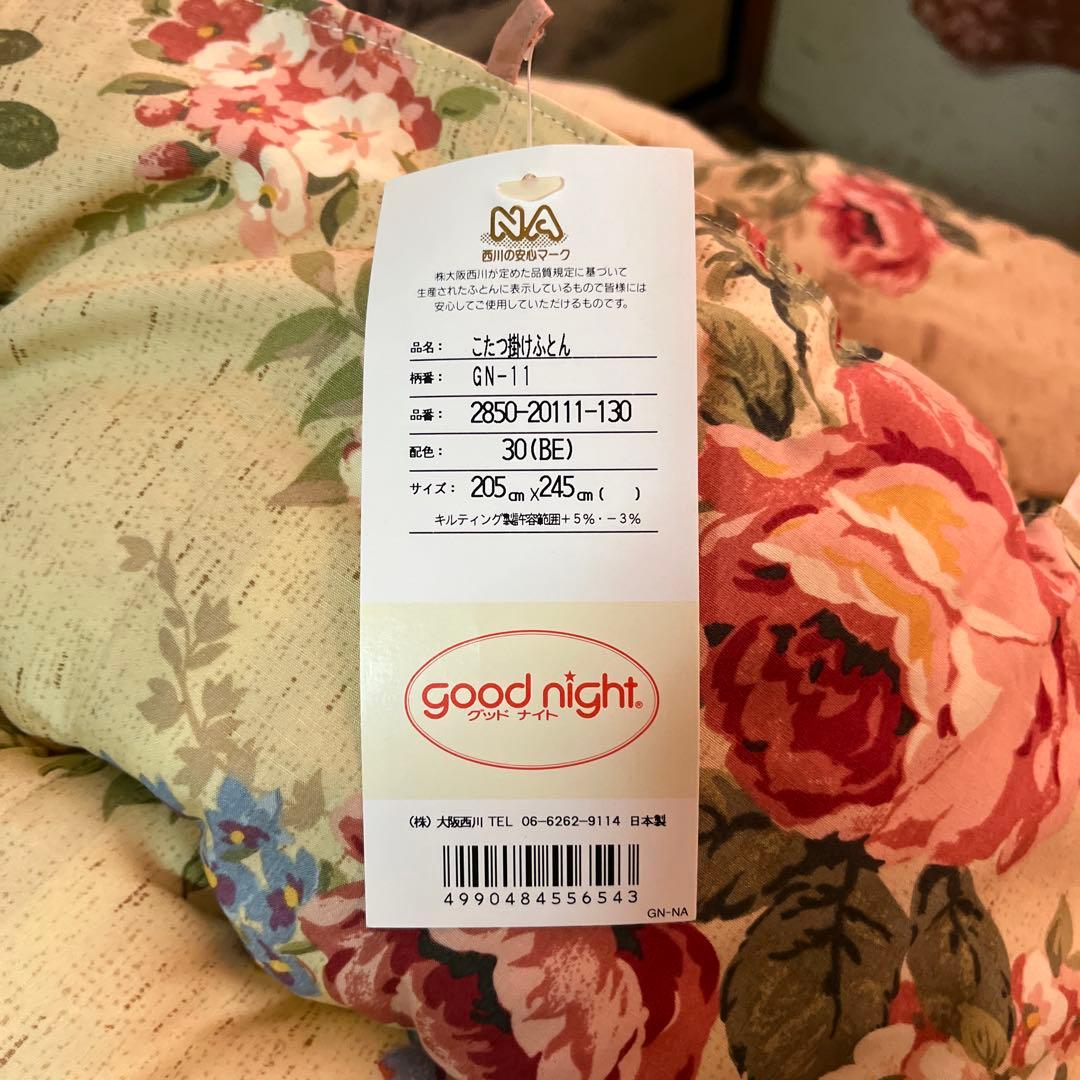 NA
西川の安心マーク
㈱大阪西川が定めた品質規定に基づいて
生産されたふとんに表示しているもので皆様には
安心してご使用していただけるものです。
品名： こたつ掛けふとん
柄番： GN-11
品番： 2850-20111-130
配色： 30(BE)
サイズ： 205cm×245cm( )
キルティング製品許容範囲＋5％・－3％
good night®
グッド ナイト
(株) 大阪西川 TEL 06-6262-9114 日本製
4990484556543
GN-NA